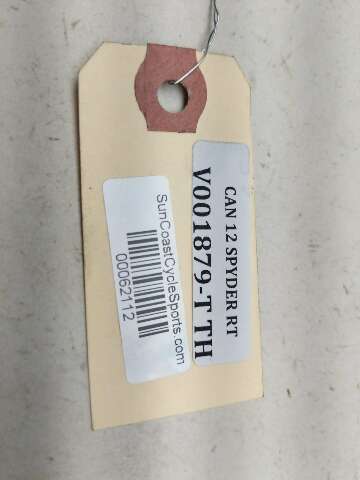 CAN 12 SPYDER RT
V001879-T TH
SunCoastCycleSports.com
00062112